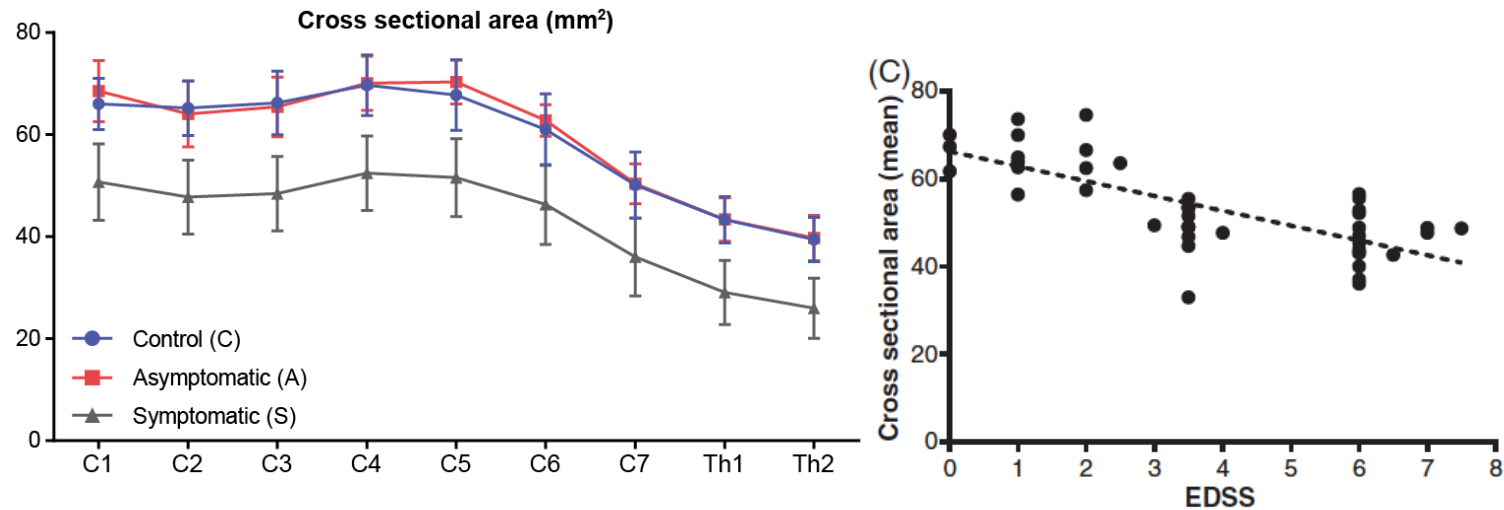 Cross sectional area (mm²)
80
60
40
20
0
Control (C)
Asymptomatic (A)
Symptomatic (S)
C1 C2 C3 C4 C5 C6 C7 Th1 Th2
(C)
Cross sectional area (mean)
80
60
40
20
0
0 1 2 3 4 5 6 7 8
EDSS